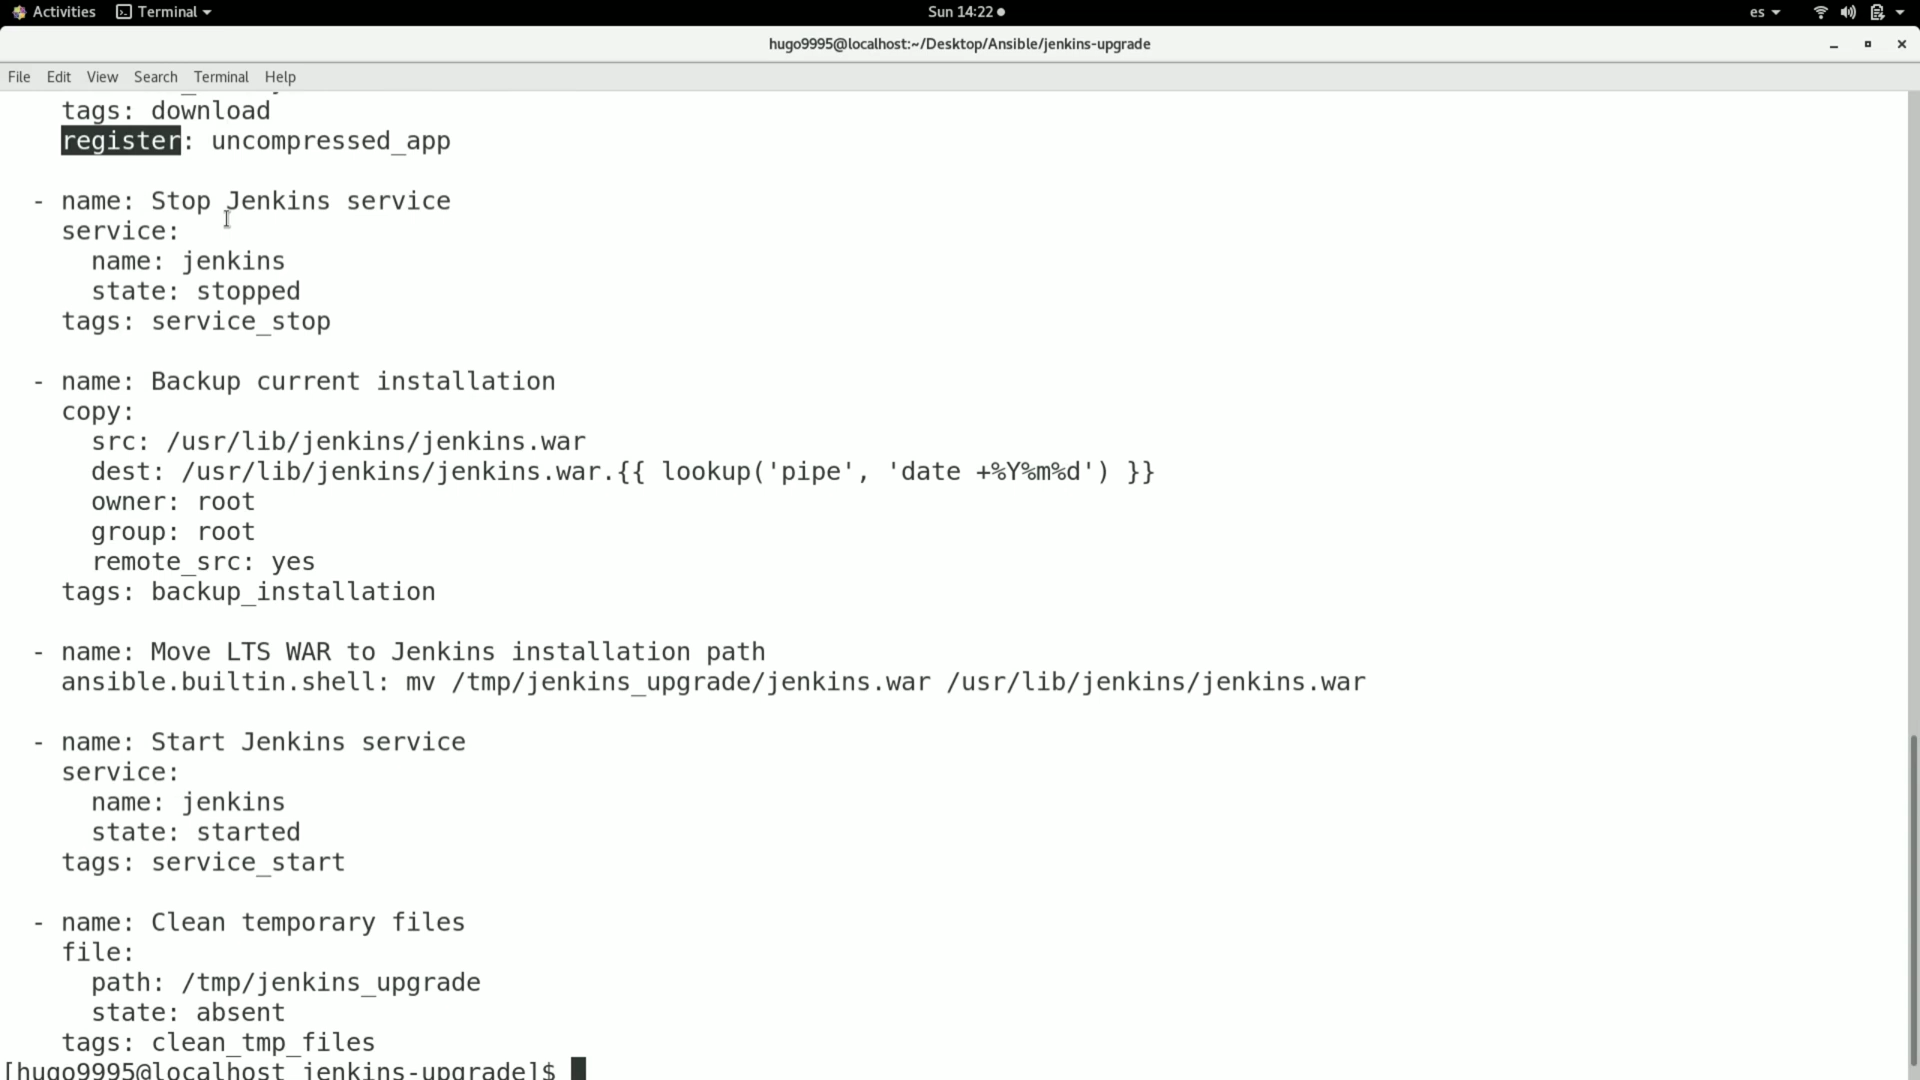 Activities Terminal Sun 14:22 es
hugo9995@localhost:~/Desktop/Ansible/jenkins-upgrade
File Edit View Search Terminal Help
tags: download
register: uncompressed_app
- name: Stop Jenkins service
service:
name: jenkins
state: stopped
tags: service_stop
- name: Backup current installation
copy:
src: /usr/lib/jenkins/jenkins.war
dest: /usr/lib/jenkins/jenkins.war.{{ lookup('pipe', 'date +%Y%m%d') }}
owner: root
group: root
remote_src: yes
tags: backup_installation
- name: Move LTS WAR to Jenkins installation path
ansible.builtin.shell: mv /tmp/jenkins_upgrade/jenkins.war /usr/lib/jenkins/jenkins.war
- name: Start Jenkins service
service:
name: jenkins
state: started
tags: service_start
- name: Clean temporary files
file:
path: /tmp/jenkins_upgrade
state: absent
tags: clean_tmp_files
[hugo9995@localhost jenkins-upgrade]$